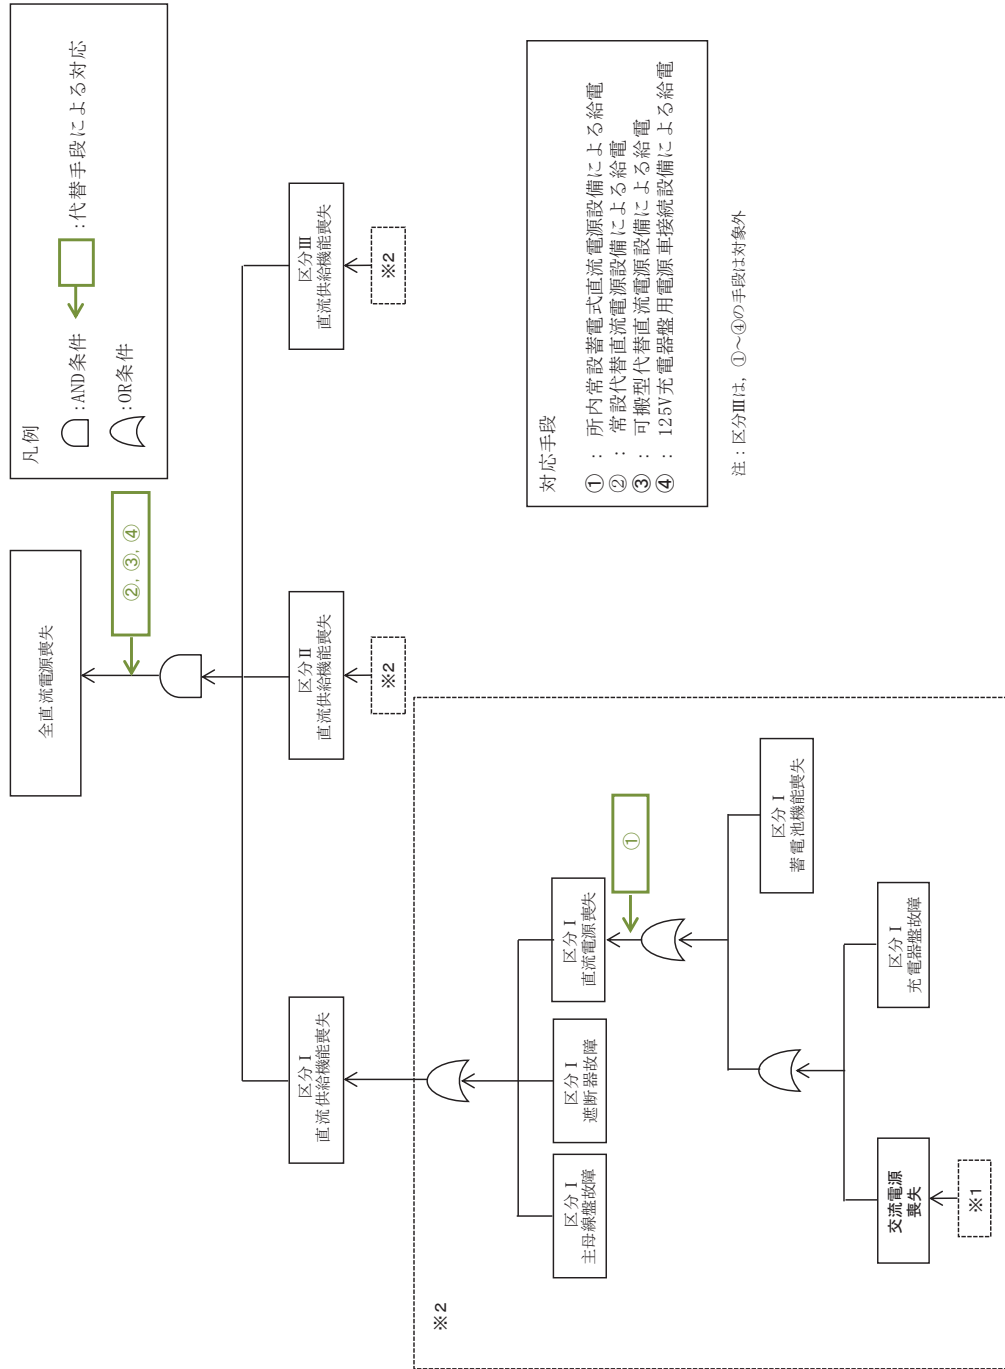 全直流電源喪失
②, ③, ④
凡例
:AND条件
:代替手段による対応
:OR条件
区分Ⅰ
直流供給機能喪失
区分Ⅱ
直流供給機能喪失
※2
区分Ⅲ
直流供給機能喪失
※2
※2
区分Ⅰ
主母線盤故障
区分Ⅰ
遮断器故障
区分Ⅰ
直流電源喪失
①
区分Ⅰ
蓄電池機能喪失
交流電源
喪失
※1
区分Ⅰ
充電器盤故障
対応手段
① : 所内常設蓄電式直流電源設備による給電
② : 常設代替直流電源設備による給電
③ : 可搬型代替直流電源設備による給電
④ : 125V充電器盤用電源車接続設備による給電
注：区分Ⅲは，①～④の手段は対象外